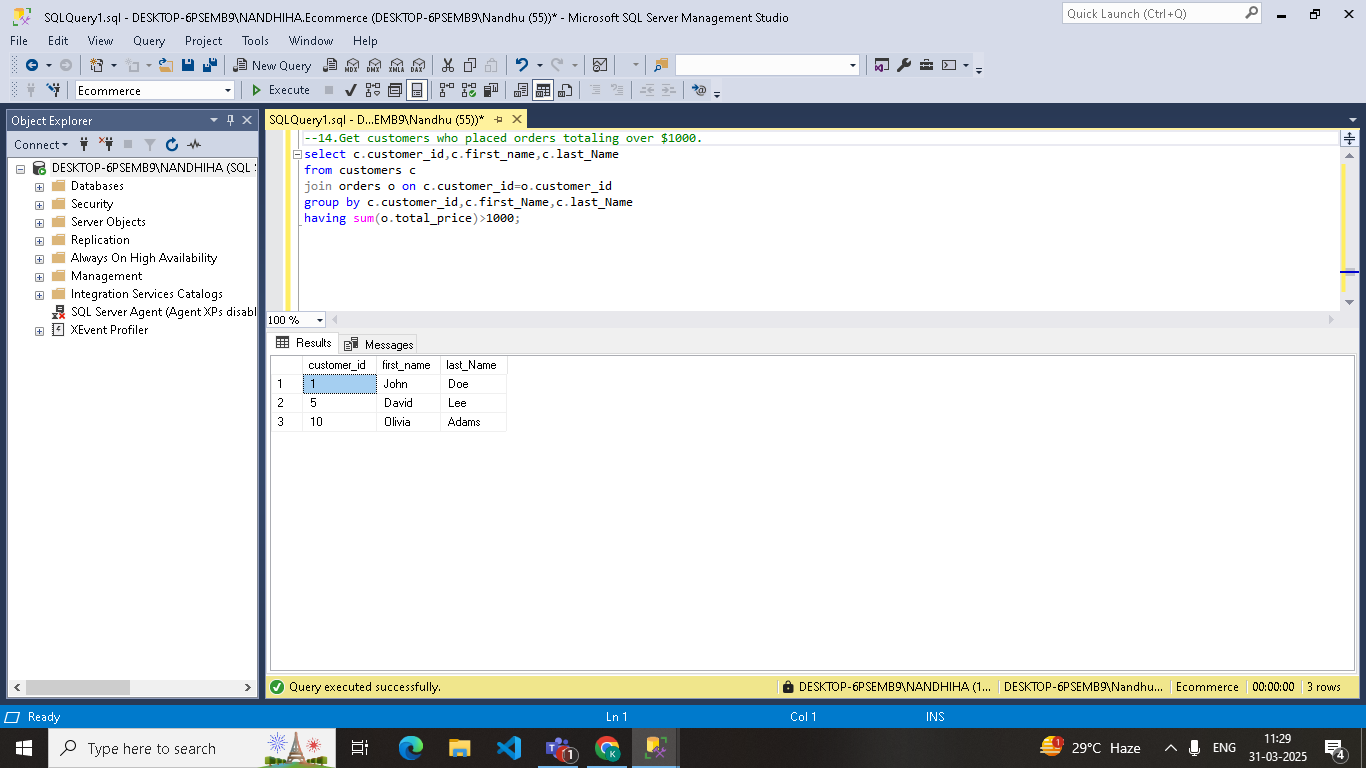 SQLQuery1.sql - DESKTOP-6PSEMB9\NANDHIHA.Ecommerce (DESKTOP-6PSEMB9\Nandhu (55))* - Microsoft SQL Server Management Studio
Quick Launch (Ctrl+Q)
File Edit View Query Project Tools Window Help
New Query
MDX DMX XMLA DAX
Ecommerce
Execute
Object Explorer
SQLQuery1.sql - D...EMB9\Nandhu (55))*
Connect
DESKTOP-6PSEMB9\NANDHIHA (SQL S
Databases
Security
Server Objects
Replication
Always On High Availability
Management
Integration Services Catalogs
SQL Server Agent (Agent XPs disabl
XEvent Profiler
--14.Get customers who placed orders totaling over $1000.
select c.customer_id,c.first_name,c.last_Name
from customers c
join orders o on c.customer_id=o.customer_id
group by c.customer_id,c.first_Name,c.last_Name
having sum(o.total_price)>1000;
100 %
Results Messages
customer_id first_name last_Name
1 1 John Doe
2 5 David Lee
3 10 Olivia Adams
Query executed successfully.
DESKTOP-6PSEMB9\NANDHIHA (1... DESKTOP-6PSEMB9\Nandhu... Ecommerce 00:00:00 3 rows
Ready Ln 1 Col 1 INS
Type here to search
1
K
1
29°C Haze
ENG
11:29
31-03-2025
4